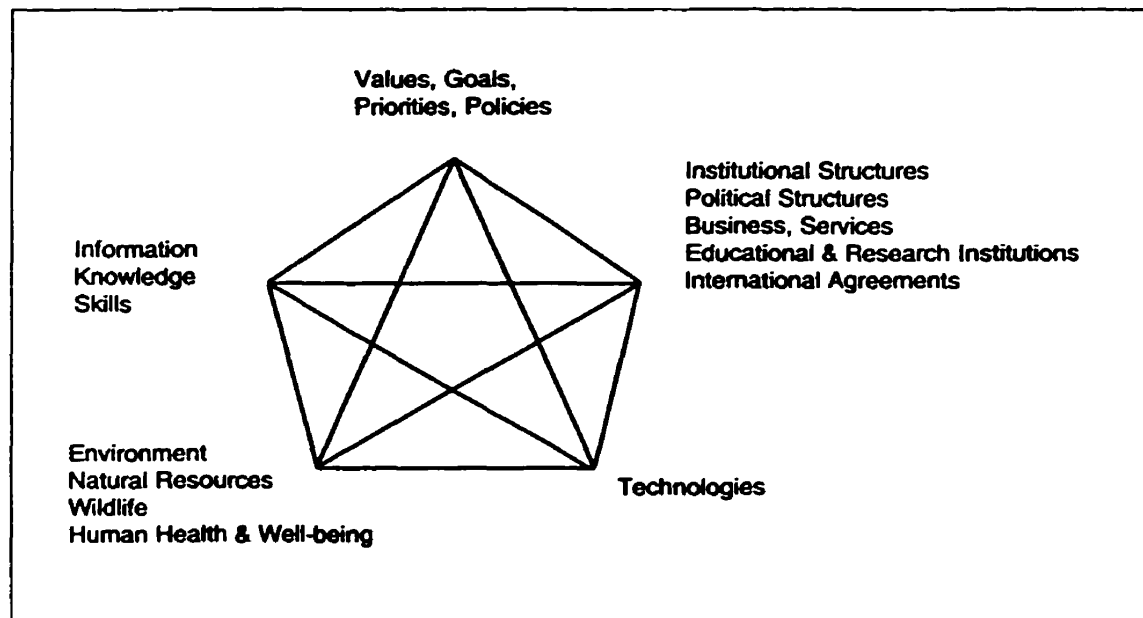 Values, Goals,
Priorities, Policies
Institutional Structures
Political Structures
Business, Services
Educational & Research Institutions
International Agreements
Information
Knowledge
Skills
Environment
Natural Resources
Wildlife
Human Health & Well-being
Technologies